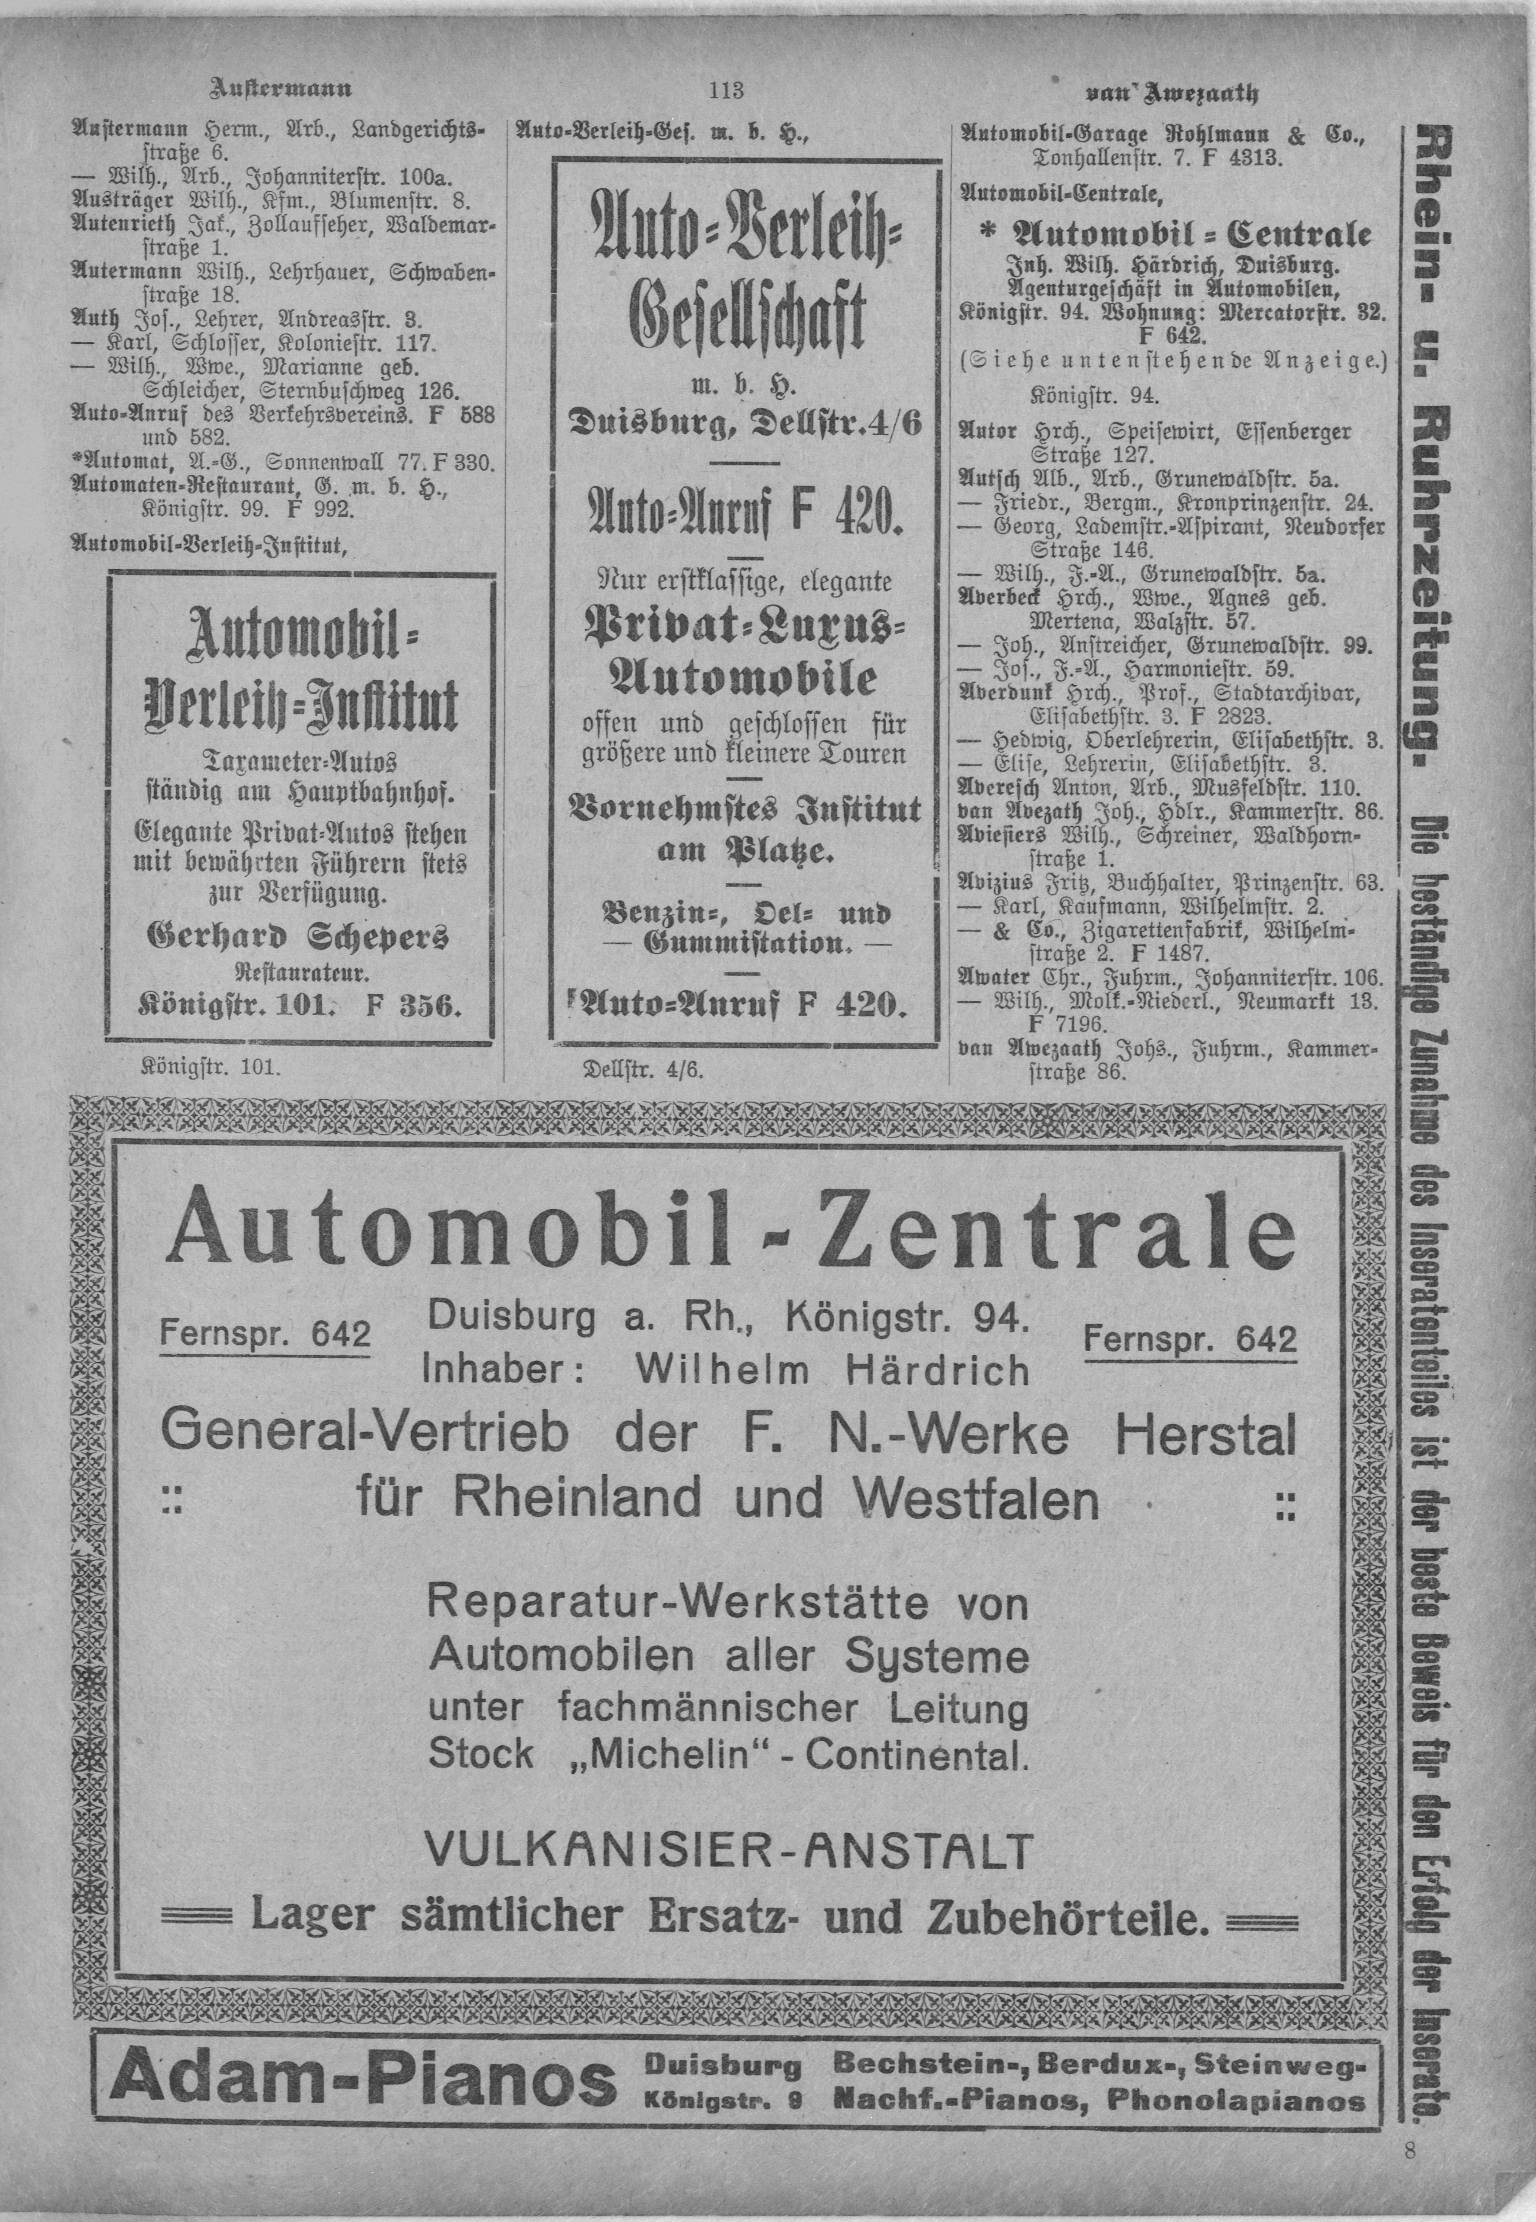 Austermann
113
van Awezaath
Austermann Herm., Arb., Landgerichts-
straße 6.
— Wilh., Arb., Johanniterstr. 100a.
Austräger Wilh., Kfm., Blumenstr. 8.
Autenrieth Jak., Zollaufseher, Waldemar-
straße 1.
Autermann Wilh., Lehrhauer, Schwaben-
straße 18.
Auth Jos., Lehrer, Andreasstr. 3.
— Karl, Schlosser, Koloniestr. 117.
— Wilh., Wwe., Marianne geb.
Schleicher, Sternbuschweg 126.
Auto-Anruf des Verkehrsvereins. F 588
und 582.
*Automat, A.-G., Sonnenwall 77. F 330.
Automaten-Restaurant, G. m. b. H.,
Königstr. 99. F 992.
Automobil-Verleih-Institut,
Automobil-
Verleih-Institut
Taxameter-Autos
ständig am Hauptbahnhof.
Elegante Privat-Autos stehen
mit bewährten Führern stets
zur Verfügung.
Gerhard Schepers
Restaurateur.
Königstr. 101. F 356.
Königstr. 101.
Auto-Verleih-Ges. m. b. H.,
Auto-Verleih-
Gesellschaft
m. b. H.
Duisburg, Dellstr. 4/6
Auto-Anruf F 420.
Nur erstklassige, elegante
Privat-Luxus-
Automobile
offen und geschlossen für
größere und kleinere Touren
Vornehmstes Institut
am Platze.
Benzin-, Oel- und
— Gummistation. —
Auto-Anruf F 420.
Dellstr. 4/6.
Automobil-Garage Rohlmann & Co.,
Tonhallenstr. 7. F 4313.
Automobil-Centrale,
* Automobil-Centrale
Inh. Wilh. Härdrich, Duisburg.
Agenturgeschäft in Automobilen,
Königstr. 94. Wohnung: Mercatorstr. 32.
F 642.
(Siehe untenstehende Anzeige.)
Königstr. 94.
Autor Hrch., Speisewirt, Essenberger
Straße 127.
Autsch Alb., Arb., Grunewaldstr. 5a.
— Friedr., Bergm., Kronprinzenstr. 24.
— Georg, Lademstr.-Aspirant, Neudorfer
Straße 146.
— Wilh., F.-A., Grunewaldstr. 5a.
Averbeck Hrch., Wwe., Agnes geb.
Mertena, Walzstr. 57.
— Joh., Anstreicher, Grunewaldstr. 99.
— Jos., F.-A., Harmoniestr. 59.
Averdunk Hrch., Prof., Stadtarchivar,
Elisabethstr. 3. F 2823.
— Hedwig, Oberlehrerin, Elisabethstr. 3.
— Elise, Lehrerin, Elisabethstr. 3.
Averesch Anton, Arb., Musfeldstr. 110.
van Avezath Joh., Hdlr., Kammerstr. 86.
Aviesiers Wilh., Schreiner, Waldhorn-
straße 1.
Avizius Fritz, Buchhalter, Prinzenstr. 63.
— Karl, Kaufmann, Wilhelmstr. 2.
— & Co., Zigarettenfabrik, Wilhelm-
straße 2. F 1487.
Awater Chr., Fuhrm., Johanniterstr. 106.
— Wilh., Molk.-Niederl., Neumarkt 13.
F 7196.
van Awezaath Johs., Fuhrm., Kammer-
straße 86.
Automobil-Zentrale
Duisburg a. Rh., Königstr. 94.
Fernspr. 642
Fernspr. 642
Inhaber: Wilhelm Härdrich
General-Vertrieb der F. N.-Werke Herstal
:: für Rheinland und Westfalen ::
Reparatur-Werkstätte von
Automobilen aller Systeme
unter fachmännischer Leitung
Stock „Michelin“ - Continental.
VULKANISIER-ANSTALT
Lager sämtlicher Ersatz- und Zubehörteile.
Adam-Pianos
Duisburg
Königstr. 9
Bechstein-, Berdux-, Steinweg-
Nachf.-Pianos, Phonolapianos
Rhein- u. Ruhrzeitung. Die beständige Zunahme des Inseratenteiles ist der beste Beweis für den Erfolg der Inserate.
8